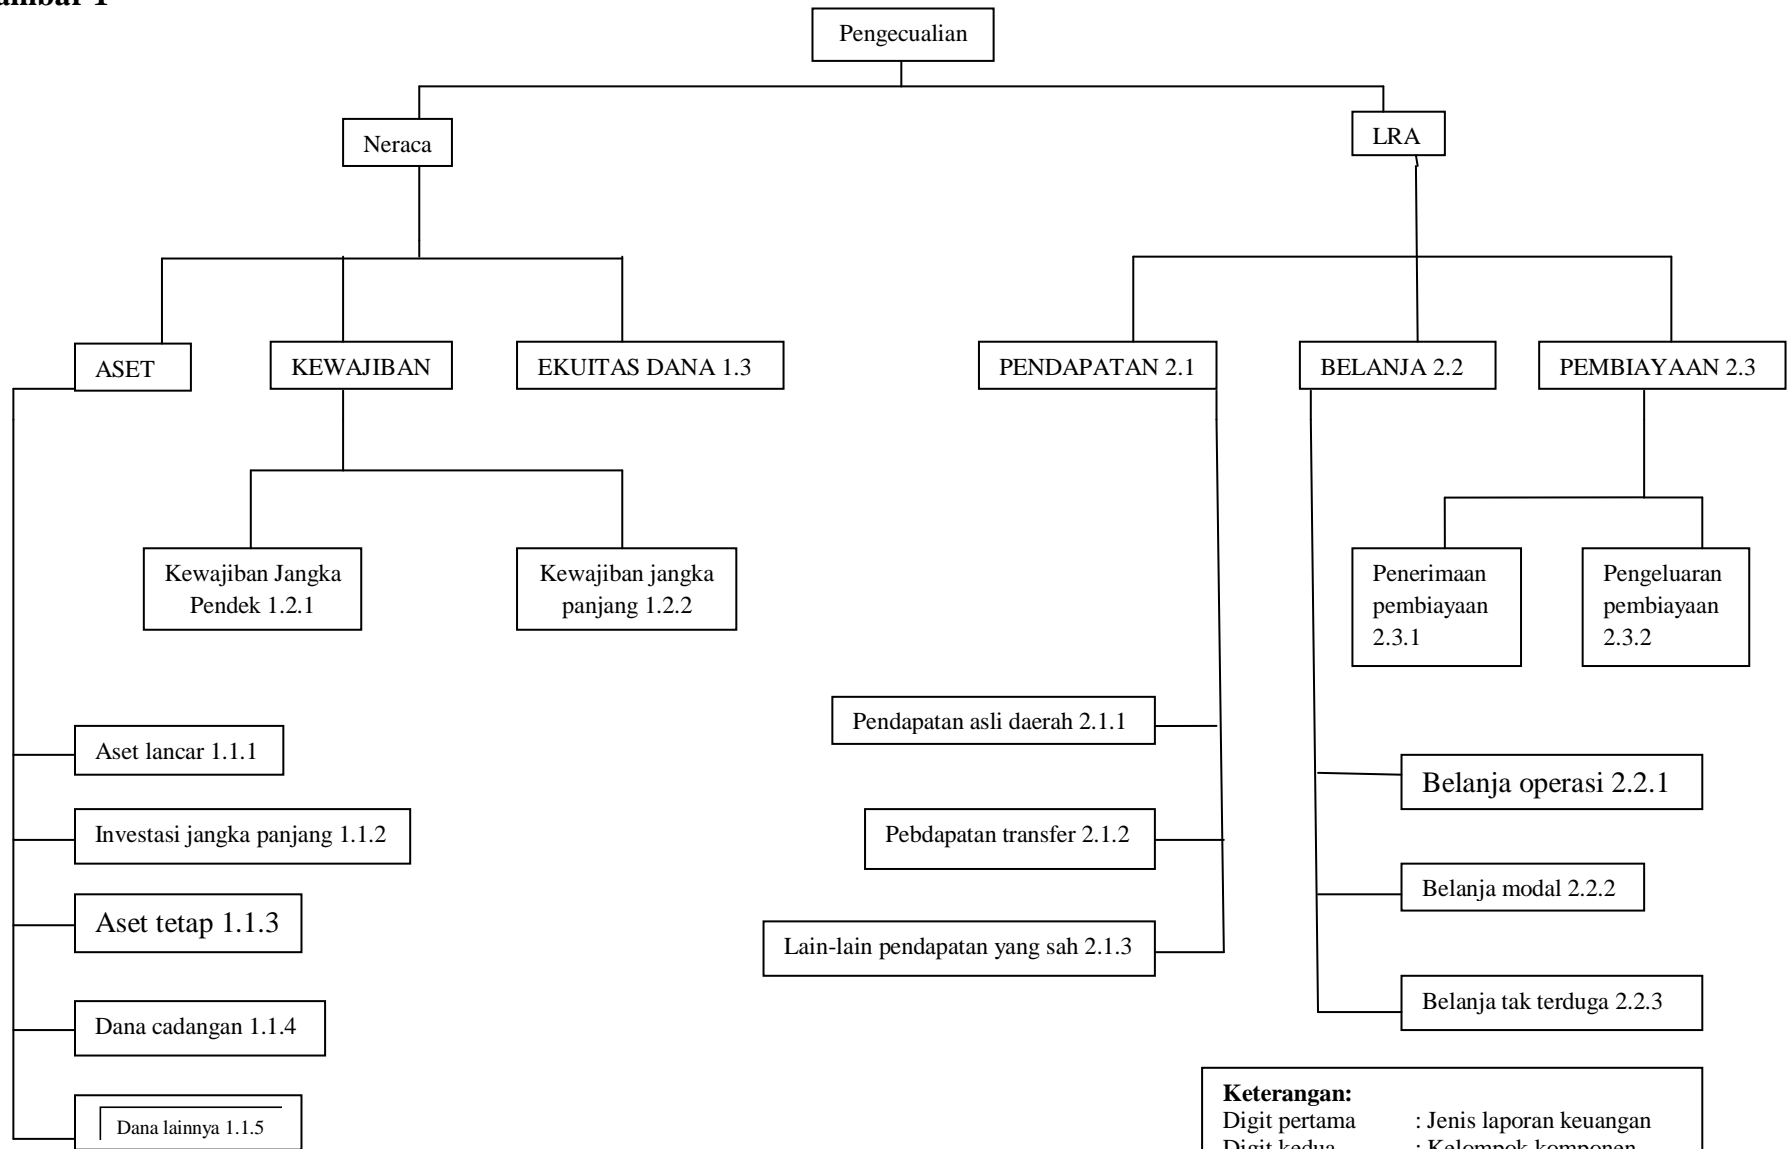 Pengecualian
Neraca
LRA
ASET
KEWAJIBAN
EKUITAS DANA 1.3
PENDAPATAN 2.1
BELANJA 2.2
PEMBIAYAAN 2.3
Kewajiban Jangka
Pendek 1.2.1
Kewajiban jangka
panjang 1.2.2
Penerimaan
pembiayaan
2.3.1
Pengeluaran
pembiayaan
2.3.2
Aset lancar 1.1.1
Investasi jangka panjang 1.1.2
Aset tetap 1.1.3
Dana cadangan 1.1.4
Dana lainnya 1.1.5
Pendapatan asli daerah 2.1.1
Pebdapatan transfer 2.1.2
Lain-lain pendapatan yang sah 2.1.3
Belanja operasi 2.2.1
Belanja modal 2.2.2
Belanja tak terduga 2.2.3
Keterangan:
Digit pertama : Jenis laporan keuangan
Digit kedua : Kelompok komponen